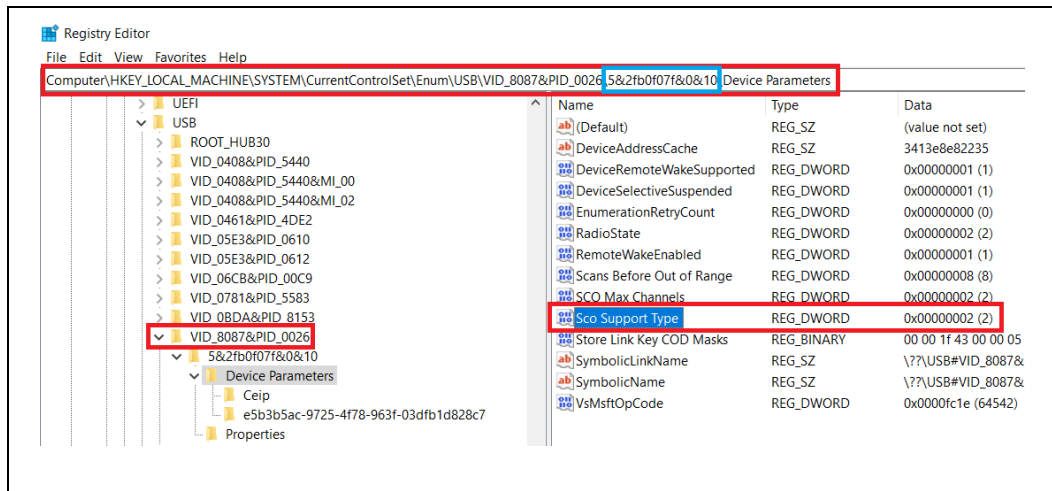 Registry Editor
File Edit View Favorites Help
Computer\HKEY_LOCAL_MACHINE\SYSTEM\CurrentControlSet\Enum\USB\VID_8087&PID_0026\5&2fb0f07f&0&10\Device Parameters
UEFI
USB
ROOT_HUB30
VID_0408&PID_5440
VID_0408&PID_5440&MI_00
VID_0408&PID_5440&MI_02
VID_0461&PID_4DE2
VID_05E3&PID_0610
VID_05E3&PID_0612
VID_06CB&PID_00C9
VID_0781&PID_5583
VID_0BDA&PID_8153
VID_8087&PID_0026
5&2fb0f07f&0&10
Device Parameters
Ceip
e5b3b5ac-9725-4f78-963f-03dfb1d828c7
Properties
Name Type Data
(Default) REG_SZ (value not set)
DeviceAddressCache REG_SZ 3413e8e82235
DeviceRemoteWakeSupported REG_DWORD 0x00000001 (1)
DeviceSelectiveSuspended REG_DWORD 0x00000001 (1)
EnumerationRetryCount REG_DWORD 0x00000000 (0)
RadioState REG_DWORD 0x00000002 (2)
RemoteWakeEnabled REG_DWORD 0x00000001 (1)
Scans Before Out of Range REG_DWORD 0x00000008 (8)
SCO Max Channels REG_DWORD 0x00000002 (2)
Sco Support Type REG_DWORD 0x00000002 (2)
Store Link Key COD Masks REG_BINARY 00 00 1f 43 00 00 05
SymbolicLinkName REG_SZ \??\USB#VID_8087&
SymbolicName REG_SZ \??\USB#VID_8087&
VsMsftOpCode REG_DWORD 0x0000fc1e (64542)